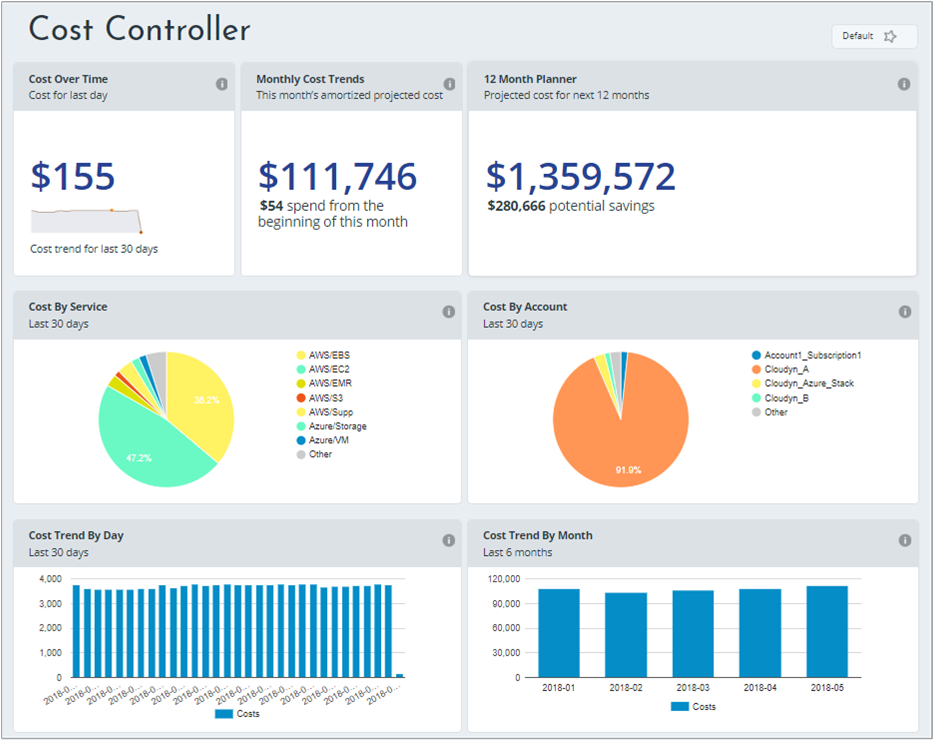 Cost Controller
Default
Cost Over Time
Cost for last day
$155
Cost trend for last 30 days
Monthly Cost Trends
This month's amortized projected cost
$111,746
$54 spend from the
beginning of this month
12 Month Planner
Projected cost for next 12 months
$1,359,572
$280,666 potential savings
Cost By Service
Last 30 days
36.2%
47.2%
AWS/EBS
AWS/EC2
AWS/EMR
AWS/S3
AWS/Supp
Azure/Storage
Azure/VM
Other
Cost By Account
Last 30 days
91.9%
Account1_Subscription1
Cloudyn_A
Cloudyn_Azure_Stack
Cloudyn_B
Other
Cost Trend By Day
Last 30 days
4,000
3,000
2,000
1,000
0
2018-0... 2018-0... 2018-0... 2018-0... 2018-0... 2018-0... 2018-0... 2018-0... 2018-0... 2018-0... 2018-0... 2018-0... 2018-0... 2018-0... 2018-0... 2018-0...
Costs
Cost Trend By Month
Last 6 months
120,000
90,000
60,000
30,000
0
2018-01 2018-02 2018-03 2018-04 2018-05
Costs